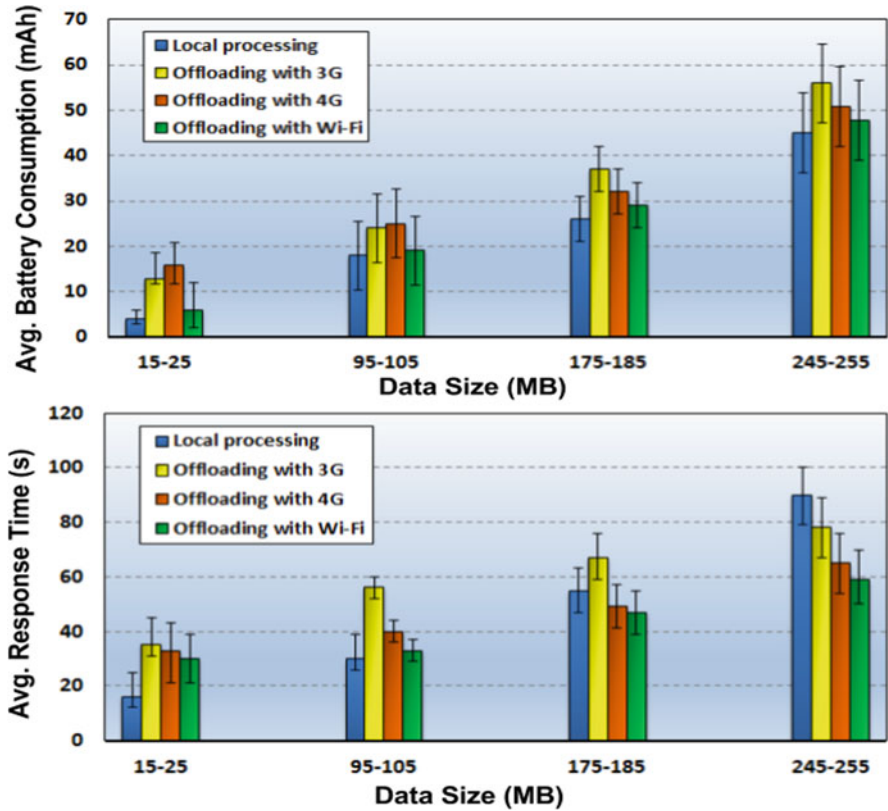 Avg. Battery Consumption (mAh)
70
60
50
40
30
20
10
0
Local processing
Offloading with 3G
Offloading with 4G
Offloading with Wi-Fi
15-25 95-105 175-185 245-255
Data Size (MB)
Avg. Response Time (s)
120
100
80
60
40
20
0
Local processing
Offloading with 3G
Offloading with 4G
Offloading with Wi-Fi
15-25 95-105 175-185 245-255
Data Size (MB)